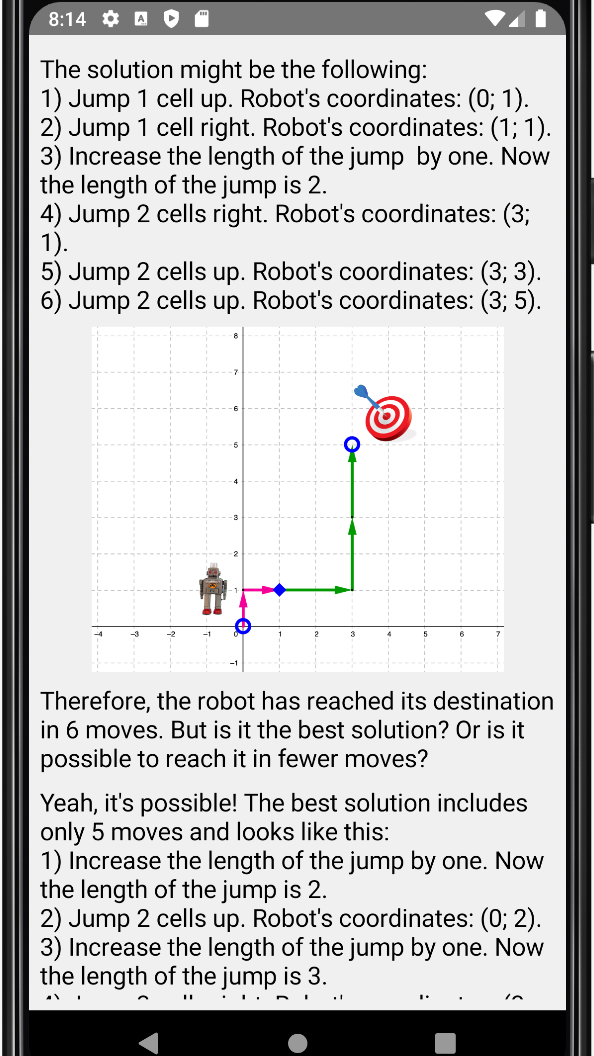 8:14
The solution might be the following:
1) Jump 1 cell up. Robot's coordinates: (0; 1).
2) Jump 1 cell right. Robot's coordinates: (1; 1).
3) Increase the length of the jump  by one. Now
the length of the jump is 2.
4) Jump 2 cells right. Robot's coordinates: (3;
1).
5) Jump 2 cells up. Robot's coordinates: (3; 3).
6) Jump 2 cells up. Robot's coordinates: (3; 5).
8
7
6
5
4
3
2
1
−4 −3 −2 −1 0 1 2 3 4 5 6 7
−1
Therefore, the robot has reached its destination
in 6 moves. But is it the best solution? Or is it
possible to reach it in fewer moves?
Yeah, it's possible! The best solution includes
only 5 moves and looks like this:
1) Increase the length of the jump by one. Now
the length of the jump is 2.
2) Jump 2 cells up. Robot's coordinates: (0; 2).
3) Increase the length of the jump by one. Now
the length of the jump is 3.